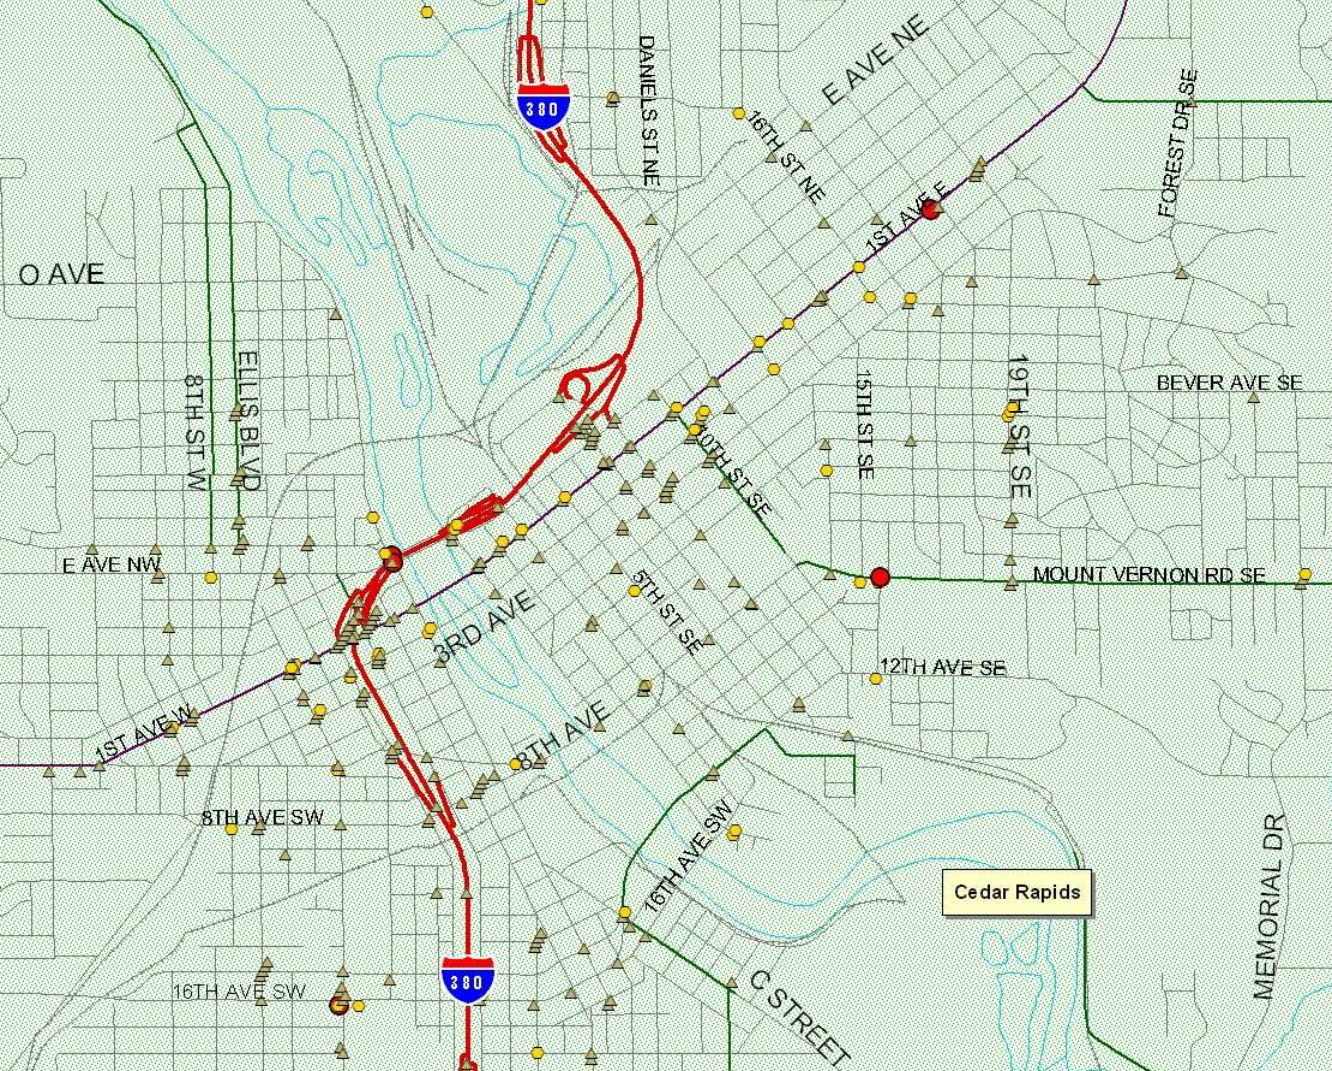 380
DANIELS ST NE
E AVE NE
16TH ST NE
FOREST DR SE
1ST AVE E
O AVE
8TH ST W
ELLIS BLVD
15TH ST SE
19TH ST SE
BEVER AVE SE
10TH ST SE
E AVE NW
MOUNT VERNON RD SE
5TH ST SE
3RD AVE
12TH AVE SE
1ST AVE W
8TH AVE
8TH AVE SW
16TH AVE SW
Cedar Rapids
MEMORIAL DR
380
16TH AVE SW
C STREET